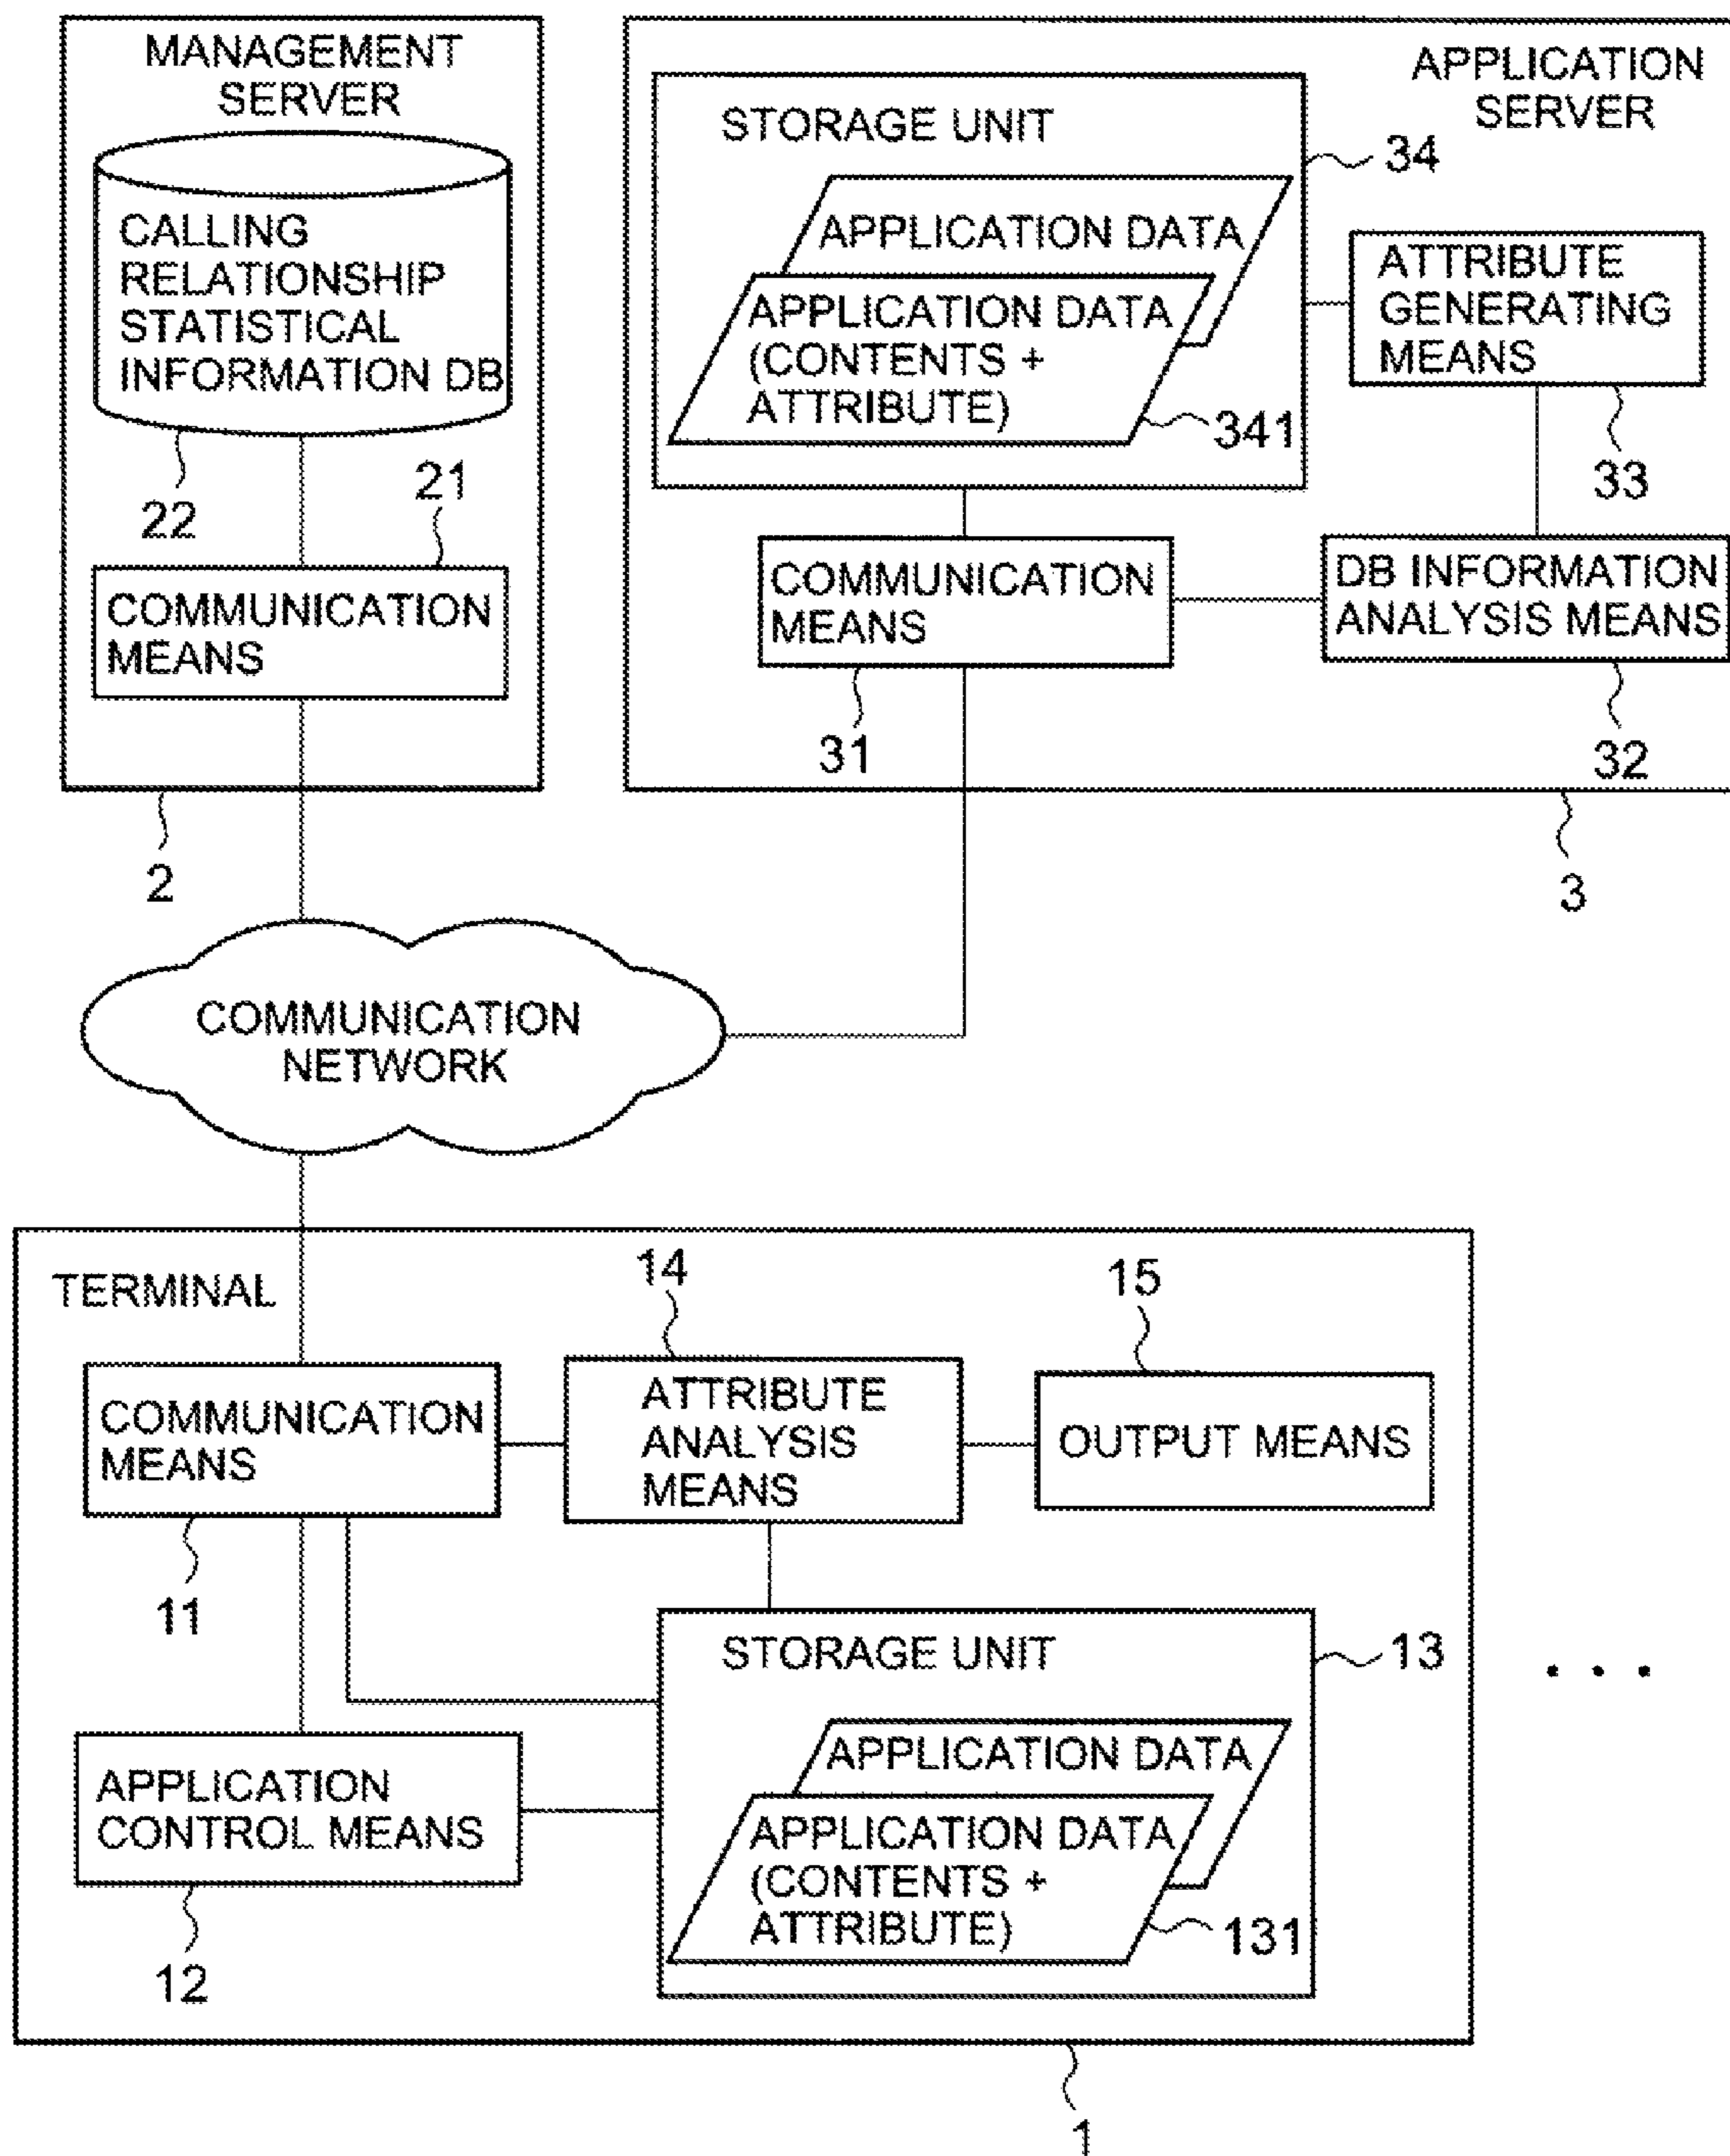 MANAGEMENT
SERVER
CALLING
RELATIONSHIP
STATISTICAL
INFORMATION DB
22
21
COMMUNICATION
MEANS
2
APPLICATION
SERVER
STORAGE UNIT
34
APPLICATION DATA
APPLICATION DATA
(CONTENTS +
ATTRIBUTE)
341
ATTRIBUTE
GENERATING
MEANS
33
COMMUNICATION
MEANS
31
DB INFORMATION
ANALYSIS MEANS
32
3
COMMUNICATION
NETWORK
TERMINAL
14
15
COMMUNICATION
MEANS
11
ATTRIBUTE
ANALYSIS
MEANS
OUTPUT MEANS
STORAGE UNIT
13
. . .
APPLICATION
CONTROL MEANS
12
APPLICATION DATA
APPLICATION DATA
(CONTENTS +
ATTRIBUTE)
131
1